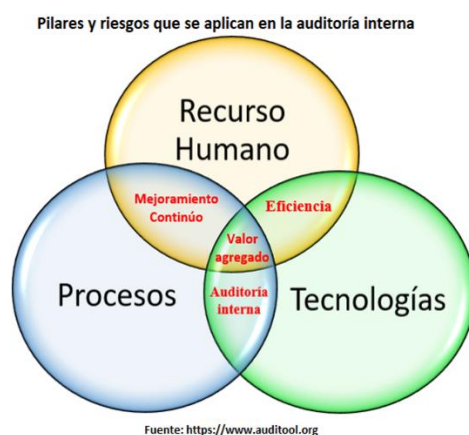 Pilares y riesgos que se aplican en la auditoría interna
Recurso
Humano
Mejoramiento
Continúo
Eficiencia
Valor
agregado
Procesos
Auditoría
interna
Tecnologías
Fuente: https://www.auditool.org